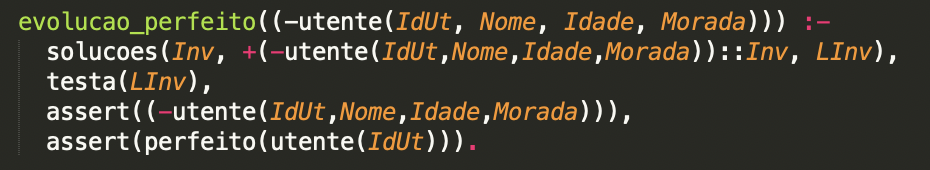 evolucao_perfeito((-utente(IdUt, Nome, Idade, Morada))) :-
solucoes(Inv, +(-utente(IdUt,Nome,Idade,Morada))::Inv, LInv),
testa(LInv),
assert((-utente(IdUt,Nome,Idade,Morada))),
assert(perfeito(utente(IdUt))).